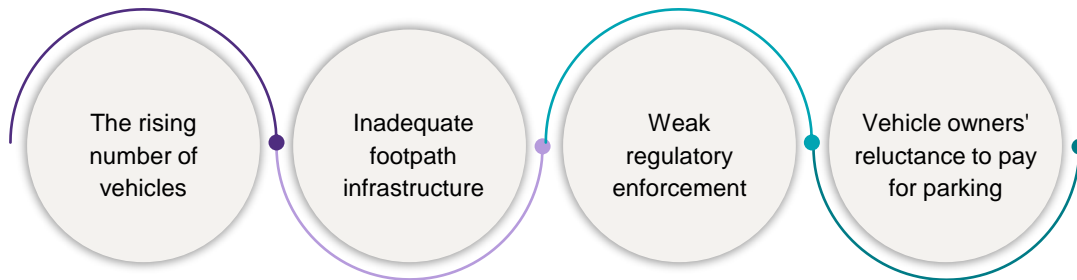 The rising
number of
vehicles
Inadequate
footpath
infrastructure
Weak
regulatory
enforcement
Vehicle owners'
reluctance to pay
for parking